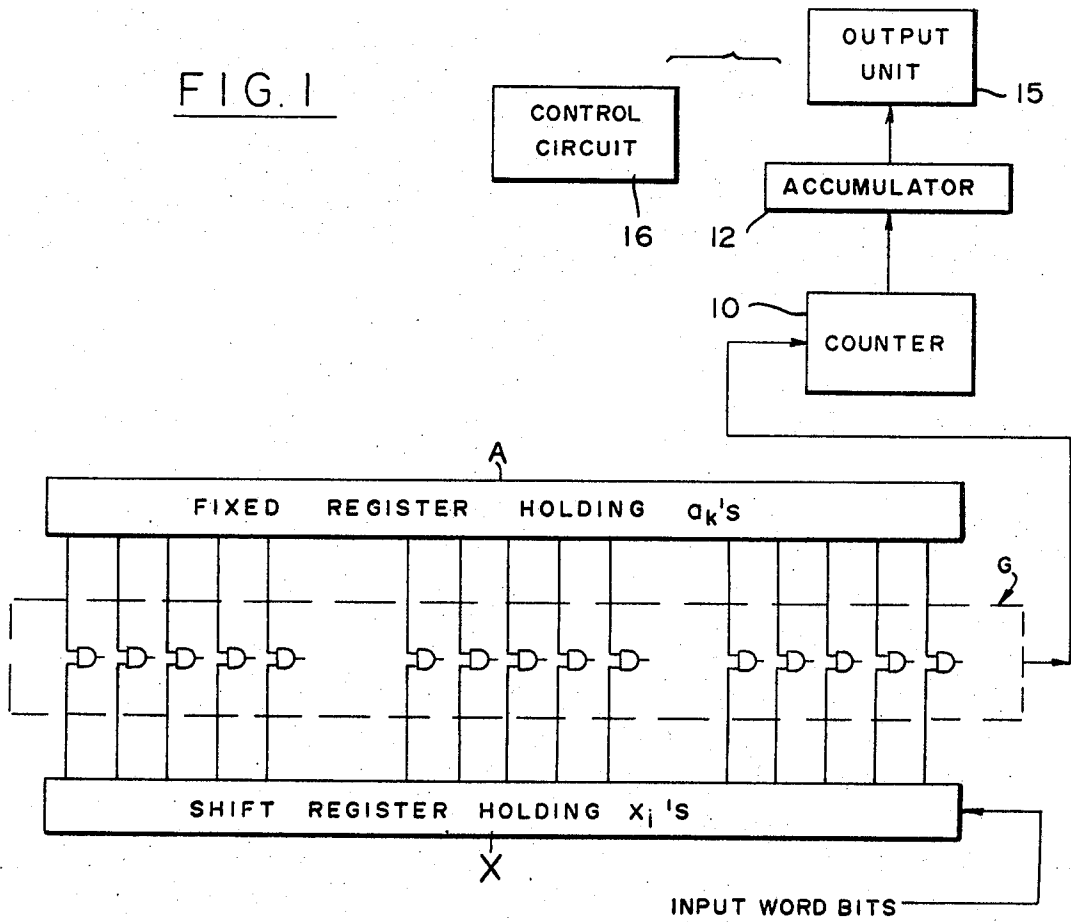 FIG. 1
OUTPUT
UNIT
15
CONTROL
CIRCUIT
16
ACCUMULATOR
12
10
COUNTER
A
FIXED REGISTER HOLDING ak's
G
SHIFT REGISTER HOLDING Xi 's
X
INPUT WORD BITS